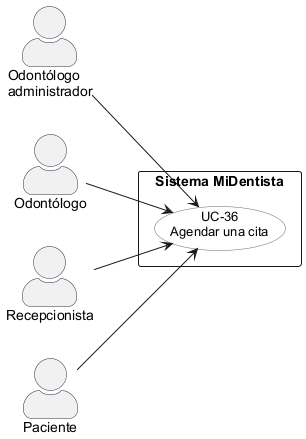 Odontólogo
administrador
Sistema MiDentista
UC-36
Agendar una cita
Odontólogo
Recepcionista
Paciente